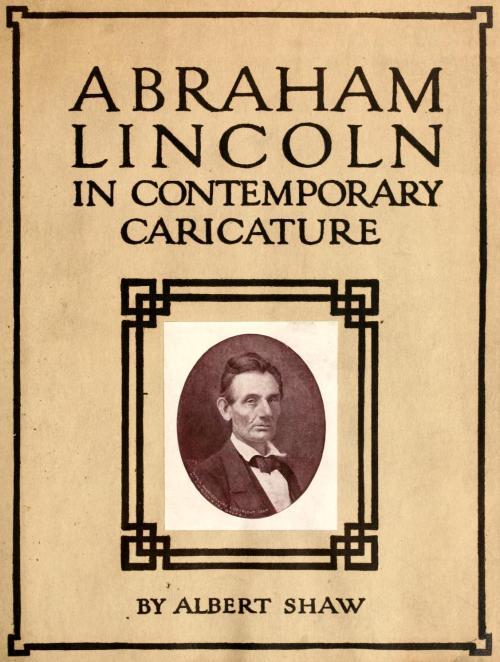 ABRAHAM
LINCOLN
IN CONTEMPORARY
CARICATURE
BY ALBERT SHAW